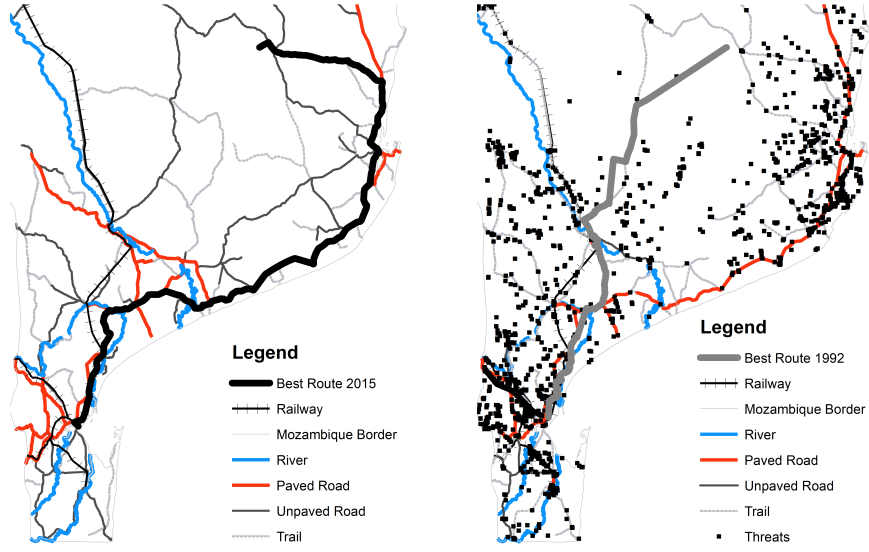 Legend
Best Route 2015
Railway
Mozambique Border
River
Paved Road
Unpaved Road
Trail
Legend
Best Route 1992
Railway
Mozambique Border
River
Paved Road
Unpaved Road
Trail
Threats